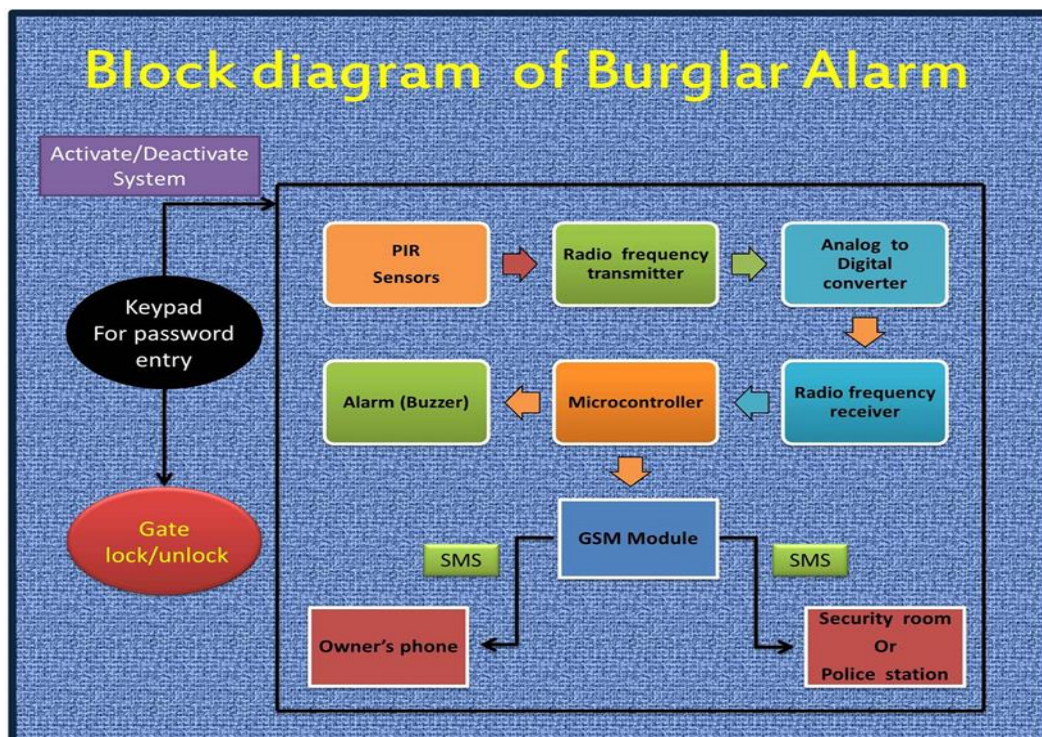 Block diagram of Burglar Alarm
Activate/Deactivate
System
PIR
Sensors
Radio frequency
transmitter
Analog to
Digital
converter
Keypad
For password
entry
Alarm (Buzzer)
Microcontroller
Radio frequency
receiver
Gate
lock/unlock
GSM Module
SMS
SMS
Owner's phone
Security room
Or
Police station